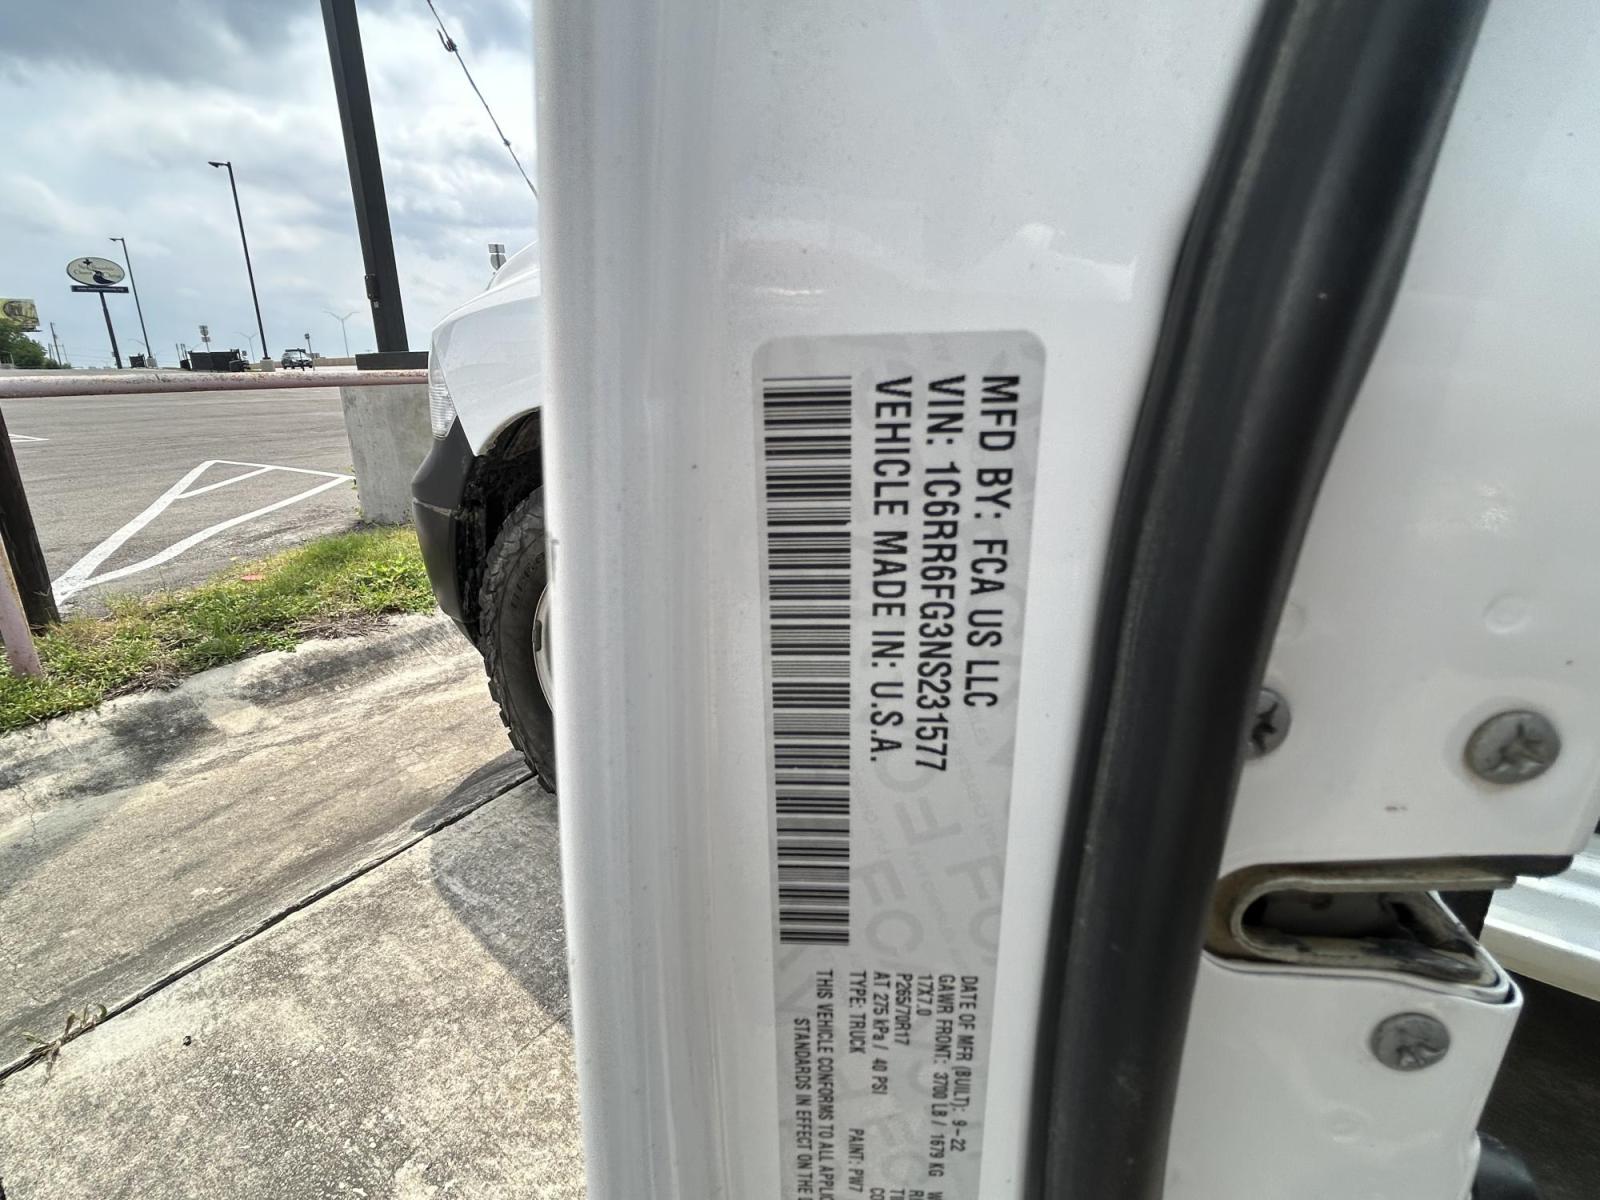 MFD BY: FCA US LLC
VIN: 1C6RR6FG3NS231577
VEHICLE MADE IN: U.S.A.
DATE OF MFR (BUILT): 9-22
GAWR FRONT: 3700 LB / 1679 KG
17X7.0
P265/70R17
AT 275 kPa / 40 PSI
TYPE: TRUCK PAINT: PW7
THIS VEHICLE CONFORMS TO ALL
STANDARDS IN EFFECT ON THE